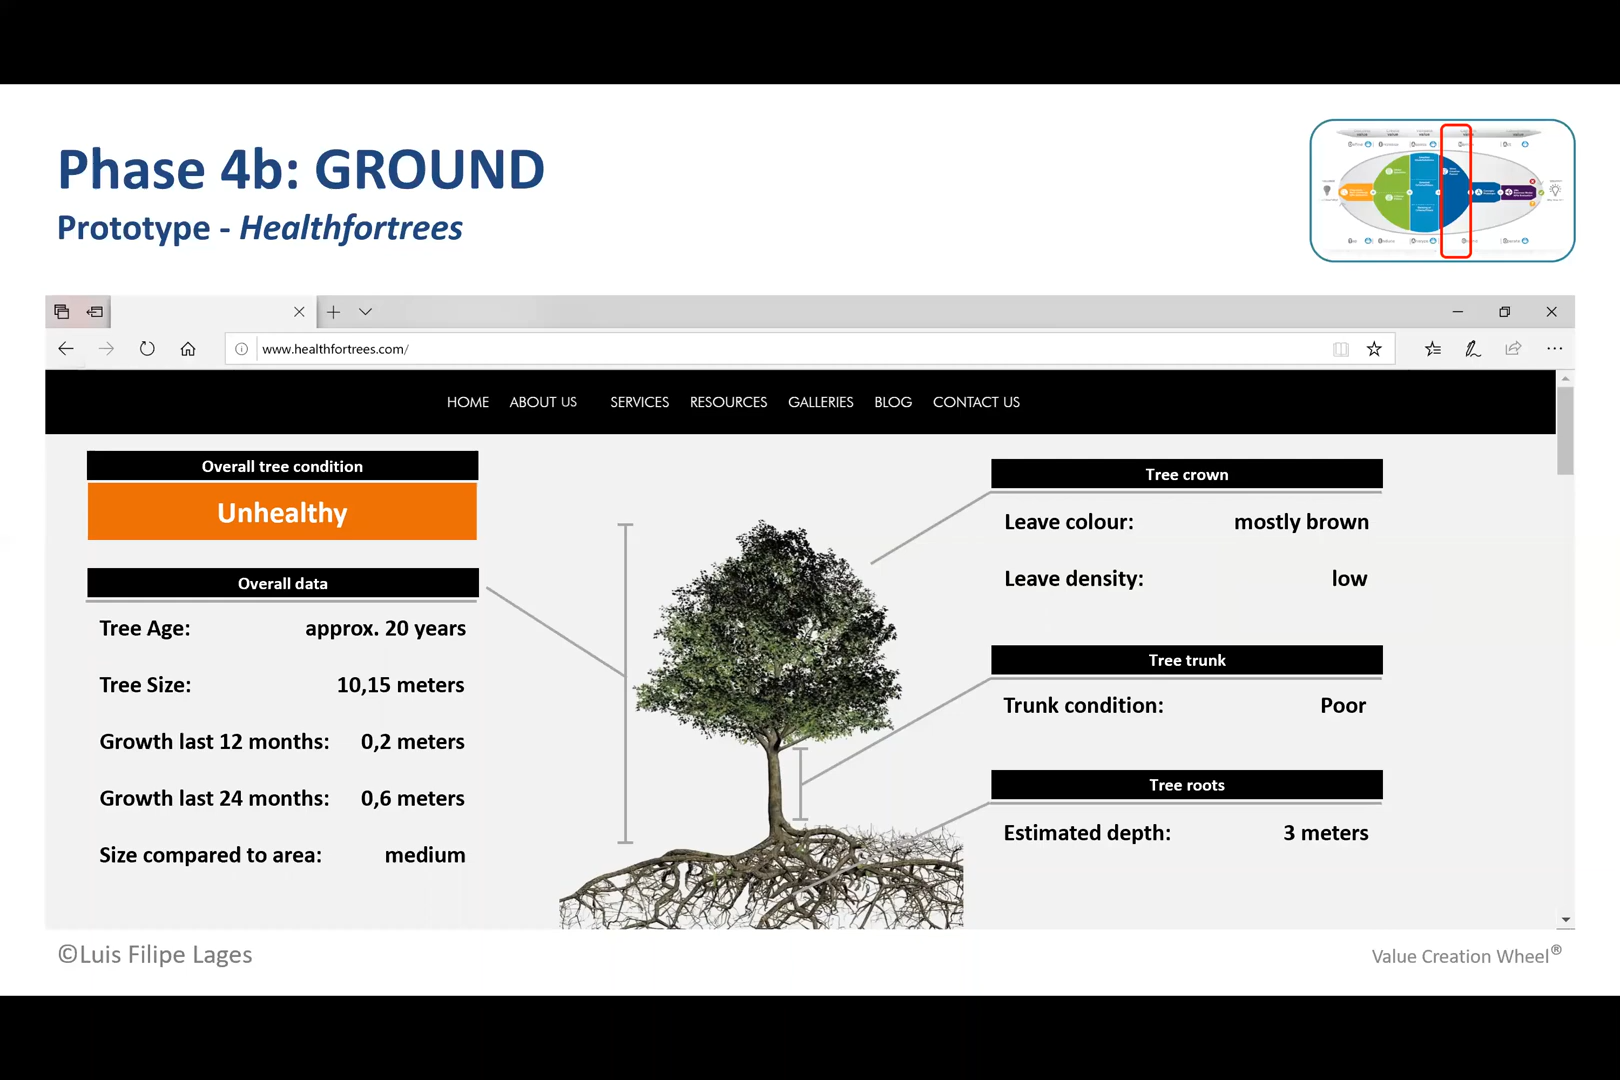 Phase 4b: GROUND
Prototype - Healthfortrees
www.healthfortrees.com/
HOME ABOUT US SERVICES RESOURCES GALLERIES BLOG CONTACT US
Overall tree condition
Unhealthy
Overall data
Tree Age: approx. 20 years
Tree Size: 10,15 meters
Growth last 12 months: 0,2 meters
Growth last 24 months: 0,6 meters
Size compared to area: medium
Tree crown
Leave colour: mostly brown
Leave density: low
Tree trunk
Trunk condition: Poor
Tree roots
Estimated depth: 3 meters
©Luis Filipe Lages
Value Creation Wheel®